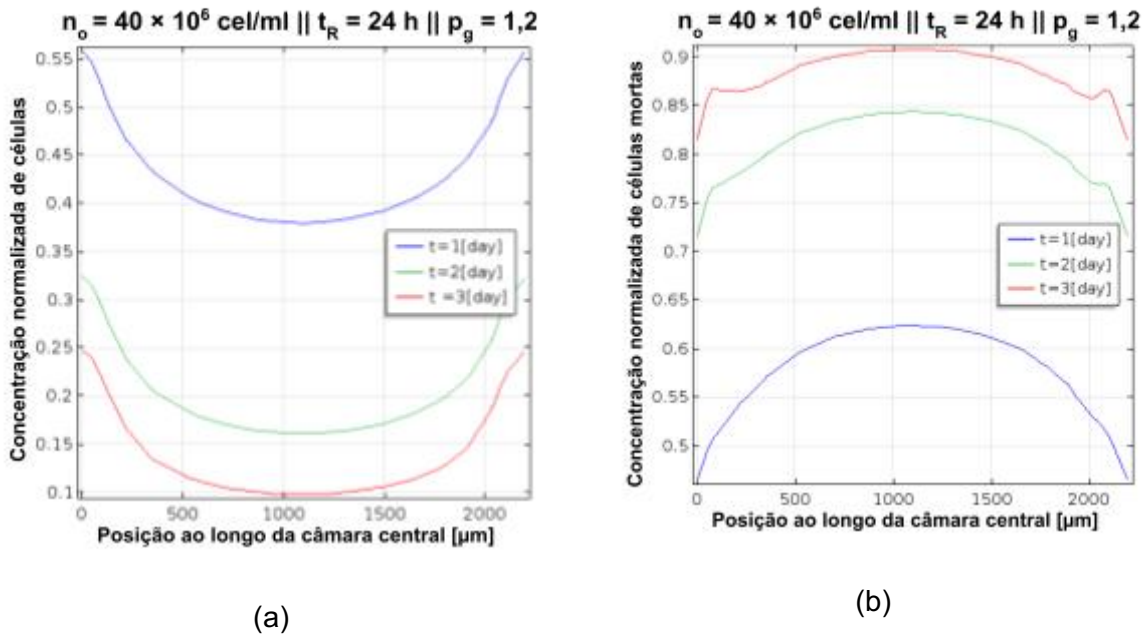 n₀ = 40 × 10⁶ cel/ml || t_R = 24 h || p_g = 1,2
Concentração normalizada de células
0.55
0.5
0.45
0.4
0.35
0.3
0.25
0.2
0.15
0.1
t=1[day]
t=2[day]
t =3[day]
0 500 1000 1500 2000
Posição ao longo da câmara central [µm]
(a)
n₀ = 40 × 10⁶ cel/ml || t_R = 24 h || p_g = 1,2
Concentração normalizada de células mortas
0.9
0.85
0.8
0.75
0.7
0.65
0.6
0.55
0.5
t=1[day]
t=2[day]
t=3[day]
0 500 1000 1500 2000
Posição ao longo da câmara central [µm]
(b)